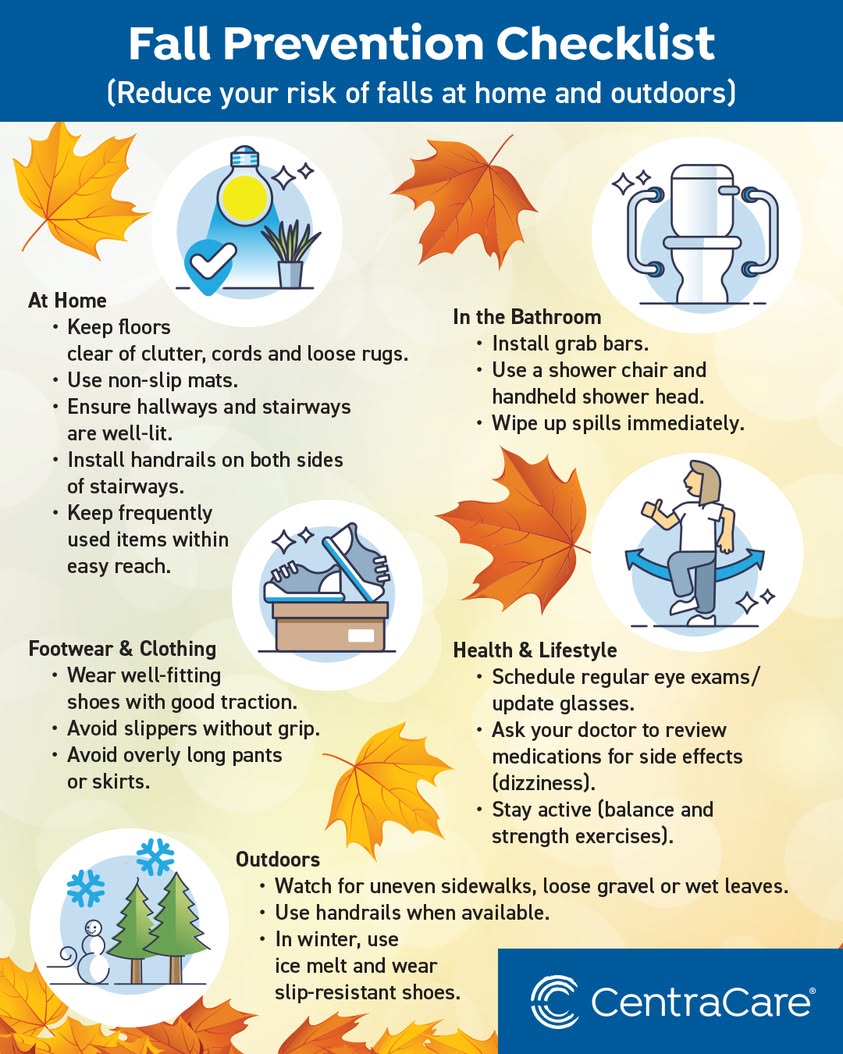 Fall Prevention Checklist
(Reduce your risk of falls at home and outdoors)
At Home
• Keep floors
clear of clutter, cords and loose rugs.
• Use non-slip mats.
• Ensure hallways and stairways
are well-lit.
• Install handrails on both sides
of stairways.
• Keep frequently
used items within
easy reach.
In the Bathroom
• Install grab bars.
• Use a shower chair and
handheld shower head.
• Wipe up spills immediately.
Footwear & Clothing
• Wear well-fitting
shoes with good traction.
• Avoid slippers without grip.
• Avoid overly long pants
or skirts.
Health & Lifestyle
• Schedule regular eye exams/
update glasses.
• Ask your doctor to review
medications for side effects
(dizziness).
• Stay active (balance and
strength exercises).
Outdoors
• Watch for uneven sidewalks, loose gravel or wet leaves.
• Use handrails when available.
• In winter, use
ice melt and wear
slip-resistant shoes.
CentraCare®